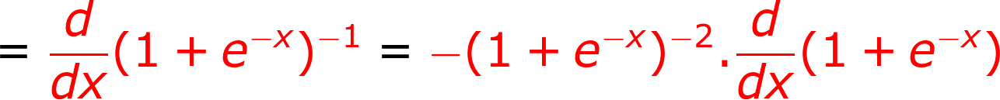 = d/dx (1 + e^{-x})^{-1} = -(1 + e^{-x})^{-2} . d/dx (1 + e^{-x})